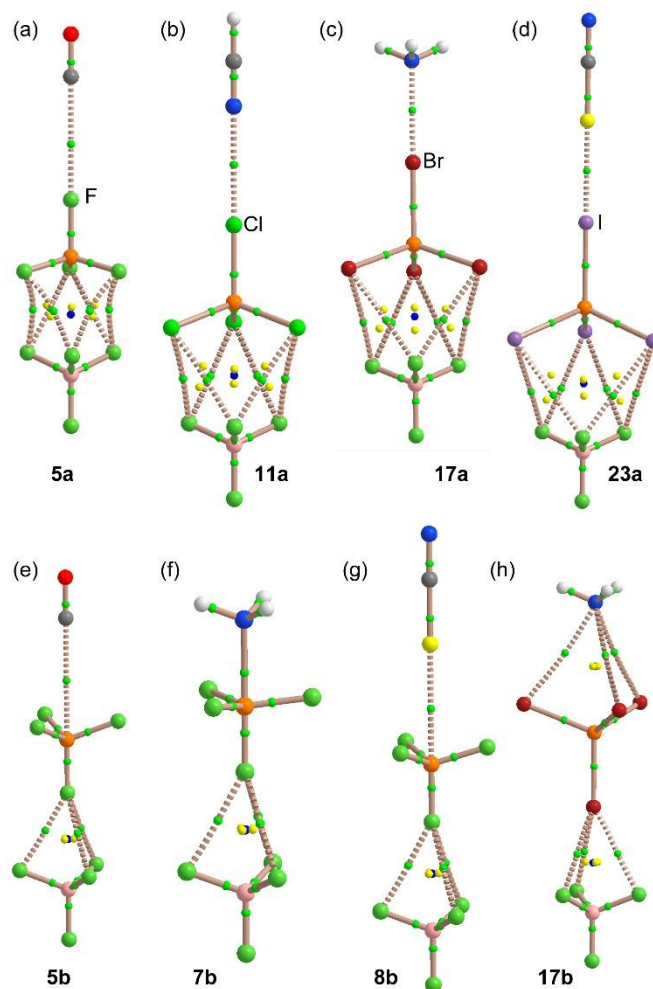 (a) (b) (c) (d)
F Cl Br I
5a 11a 17a 23a
(e) (f) (g) (h)
5b 7b 8b 17b